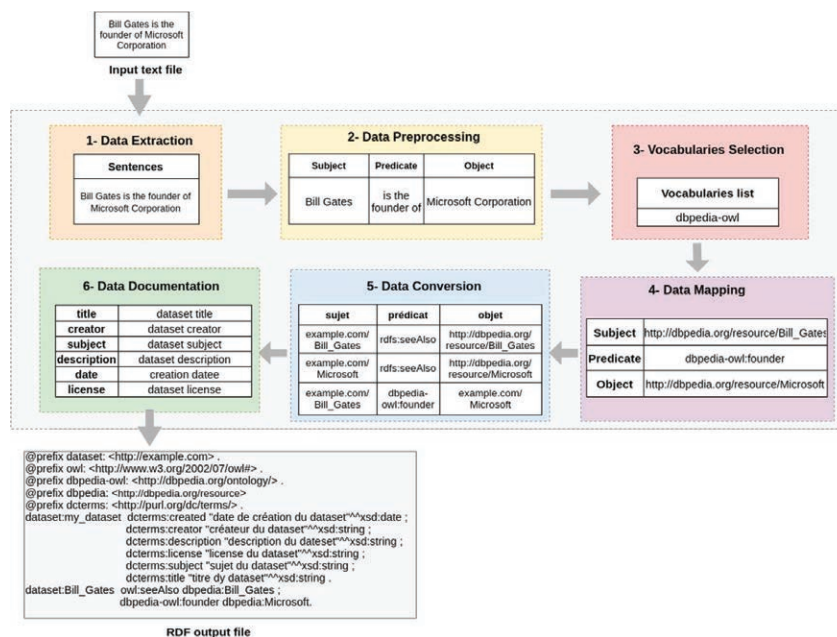 Bill Gates is the
founder of Microsoft
Corporation
Input text file
1- Data Extraction
Sentences
Bill Gates is the founder of
Microsoft Corporation
2- Data Preprocessing
Subject Predicate Object
Bill Gates is the founder of Microsoft Corporation
3- Vocabularies Selection
Vocabularies list
dbpedia-owl
4- Data Mapping
Subject http://dbpedia.org/resource/Bill_Gates
Predicate dbpedia-owl:founder
Object http://dbpedia.org/resource/Microsoft
5- Data Conversion
sujet prédicat objet
example.com/Bill_Gates rdfs:seeAlso http://dbpedia.org/resource/Bill_Gates
example.com/Microsoft rdfs:seeAlso http://dbpedia.org/resource/Microsoft
example.com/Bill_Gates dbpedia-owl:founder example.com/Microsoft
6- Data Documentation
title dataset title
creator dataset creator
subject dataset subject
description dataset description
date creation datee
license dataset license
@prefix dataset: <http://example.com> .
@prefix owl: <http://www.w3.org/2002/07/owl#> .
@prefix dbpedia-owl: <http://dbpedia.org/ontology/> .
@prefix dbpedia: <http://dbpedia.org/resource>
@prefix dcterms: <http://purl.org/dc/terms/> .
dataset:my_dataset dcterms:created "date de création du dataset"^^xsd:date ;
dcterms:creator "créateur du dataset"^^xsd:string ;
dcterms:description "description du dateset"^^xsd:string ;
dcterms:license "license du dataset"^^xsd:string ;
dcterms:subject "sujet du dataset"^^xsd:string ;
dcterms:title "titre dy dataset"^^xsd:string .
dataset:Bill_Gates owl:seeAlso dbpedia:Bill_Gates ;
dbpedia-owl:founder dbpedia:Microsoft.
RDF output file